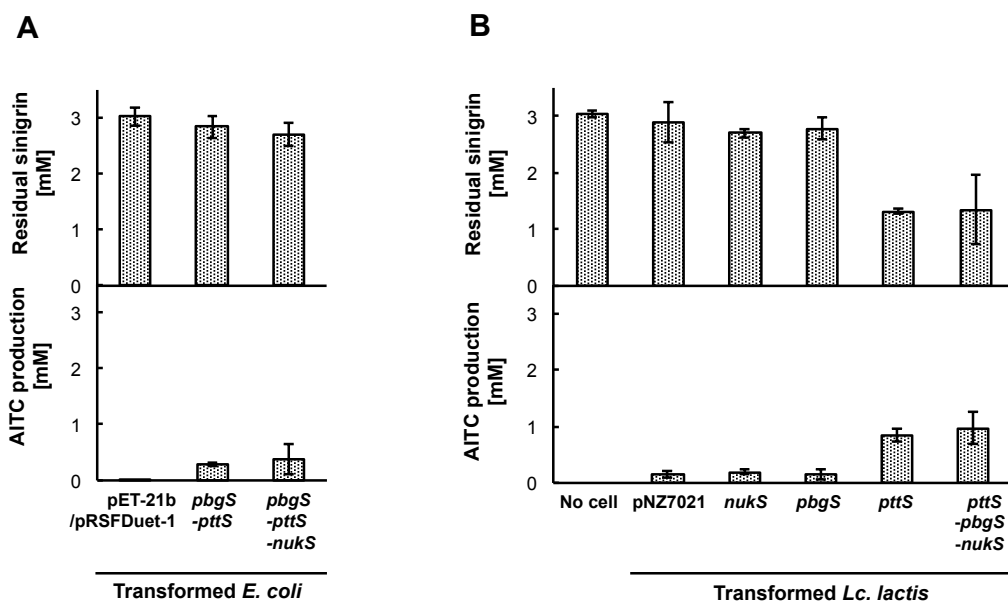 A
Residual sinigrin
[mM]
3
2
1
0
AITC production
[mM]
3
2
1
0
pET-21b
/pRSFDuet-1
pbgS
-pttS
pbgS
-pttS
-nukS
Transformed E. coli
B
Residual sinigrin
[mM]
3
2
1
0
AITC production
[mM]
3
2
1
0
No cell
pNZ7021
nukS
pbgS
pttS
pttS
-pbgS
-nukS
Transformed Lc. lactis